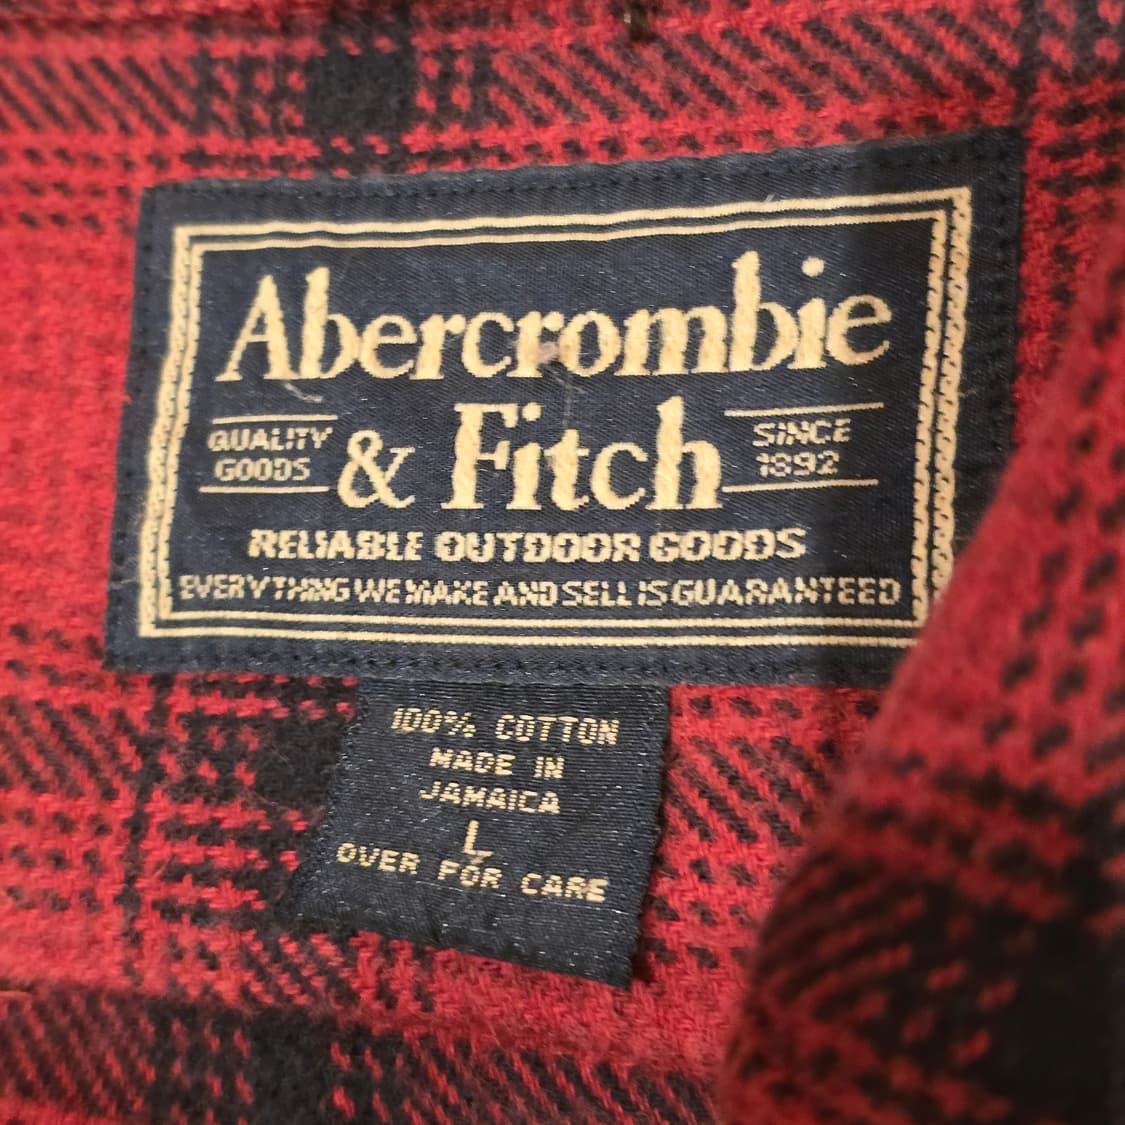 Abercrombie
& Fitch
QUALITY
GOODS
SINCE
1892
RELIABLE OUTDOOR GOODS
EVERYTHING WE MAKE AND SELL IS GUARANTEED
100% COTTON
MADE IN
JAMAICA
L
OVER FOR CARE